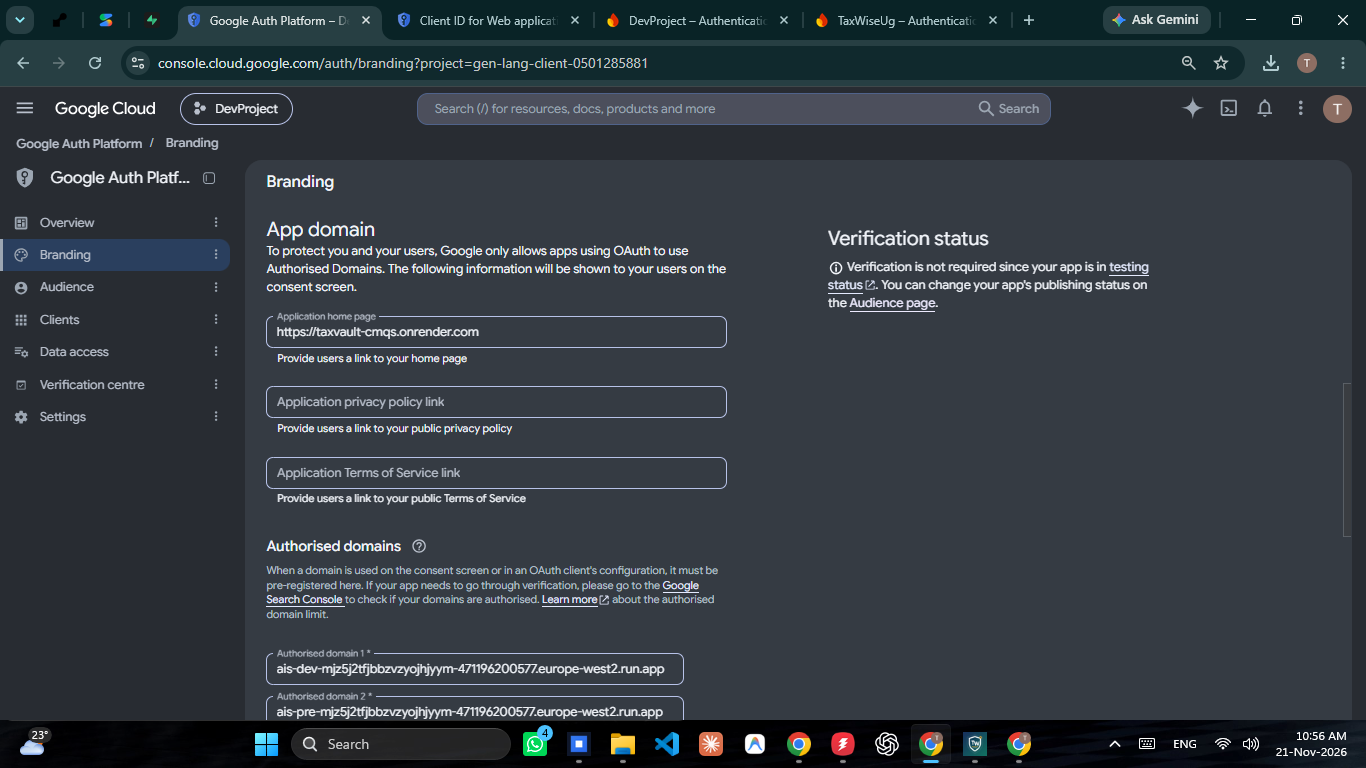 Google Auth Platform – De
Client ID for Web applicati
DevProject – Authenticatio
TaxWiseUg – Authenticatio
Ask Gemini
console.cloud.google.com/auth/branding?project=gen-lang-client-0501285881
T
Google Cloud
DevProject
Search (/) for resources, docs, products and more
Search
T
Google Auth Platform / Branding
Google Auth Platf...
Overview
Branding
Audience
Clients
Data access
Verification centre
Settings
Branding
App domain
To protect you and your users, Google only allows apps using OAuth to use
Authorised Domains. The following information will be shown to your users on the
consent screen.
Application home page
https://taxvault-cmqs.onrender.com
Provide users a link to your home page
Application privacy policy link
Provide users a link to your public privacy policy
Application Terms of Service link
Provide users a link to your public Terms of Service
Authorised domains
When a domain is used on the consent screen or in an OAuth client's configuration, it must be
pre-registered here. If your app needs to go through verification, please go to the Google
Search Console to check if your domains are authorised. Learn more about the authorised
domain limit.
Authorised domain 1 *
ais-dev-mjz5j2tfjbbzvzyojhjyym-471196200577.europe-west2.run.app
Authorised domain 2 *
ais-pre-mjz5j2tfjbbzvzyojhjyym-471196200577.europe-west2.run.app
Verification status
Verification is not required since your app is in testing
status. You can change your app's publishing status on
the Audience page.
23°
Search
4
ENG
10:56 AM
21-Nov-2026